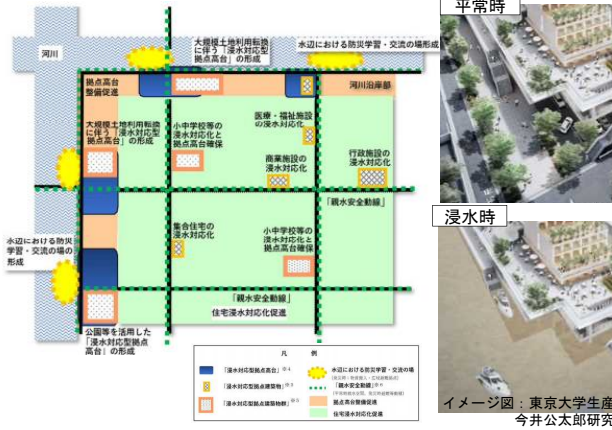 河川
大規模土地利用転換
に伴う「浸水対応型
拠点高台」の形成
水辺における防災学習・交流の場形成
拠点高台
整備促進
河川沿岸部
大規模土地利用転換
に伴う「浸水対応型
拠点高台」の形成
小中学校等の
浸水対応化と
拠点高台確保
医療・福祉施設
の浸水対応化
商業施設の
浸水対応化
行政施設の
浸水対応化
「親水安全動線」
集合住宅の
浸水対応化
小中学校等の
浸水対応化と
拠点高台確保
水辺における防災
学習・交流の場の
形成
「親水安全動線」
住宅浸水対応化促進
公園等を活用した
「浸水対応型拠点
高台」の形成
凡 例
「浸水対応型拠点高台」※4
「浸水対応型拠点建築物」※3
「浸水対応型拠点建築物群」※5
水辺における防災学習・交流の場
「親水安全動線」※6
拠点高台整備促進
住宅浸水対応化促進
平常時
浸水時
イメージ図：東京大学生産
今井公太郎研究